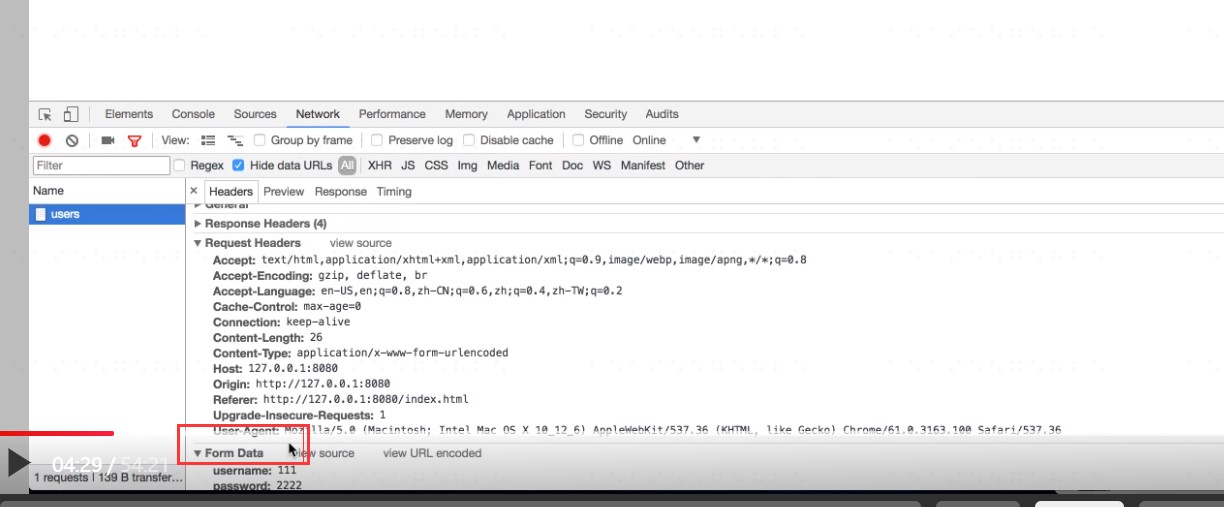 Elements Console Sources Network Performance Memory Application Security Audits
View: Group by frame Preserve log Disable cache Offline Online
Filter Regex Hide data URLs All XHR JS CSS Img Media Font Doc WS Manifest Other
Name × Headers Preview Response Timing
users
General
Response Headers (4)
Request Headers view source
Accept: text/html,application/xhtml+xml,application/xml;q=0.9,image/webp,image/apng,*/*;q=0.8
Accept-Encoding: gzip, deflate, br
Accept-Language: en-US,en;q=0.8,zh-CN;q=0.6,zh;q=0.4,zh-TW;q=0.2
Cache-Control: max-age=0
Connection: keep-alive
Content-Length: 26
Content-Type: application/x-www-form-urlencoded
Host: 127.0.0.1:8080
Origin: http://127.0.0.1:8080
Referer: http://127.0.0.1:8080/index.html
Upgrade-Insecure-Requests: 1
User-Agent: Mozilla/5.0 (Macintosh; Intel Mac OS X 10_12_6) AppleWebKit/537.36 (KHTML, like Gecko) Chrome/61.0.3163.100 Safari/537.36
Form Data view source view URL encoded
04:29 / 54:21
username: 111
1 requests | 139 B transfer...
password: 2222